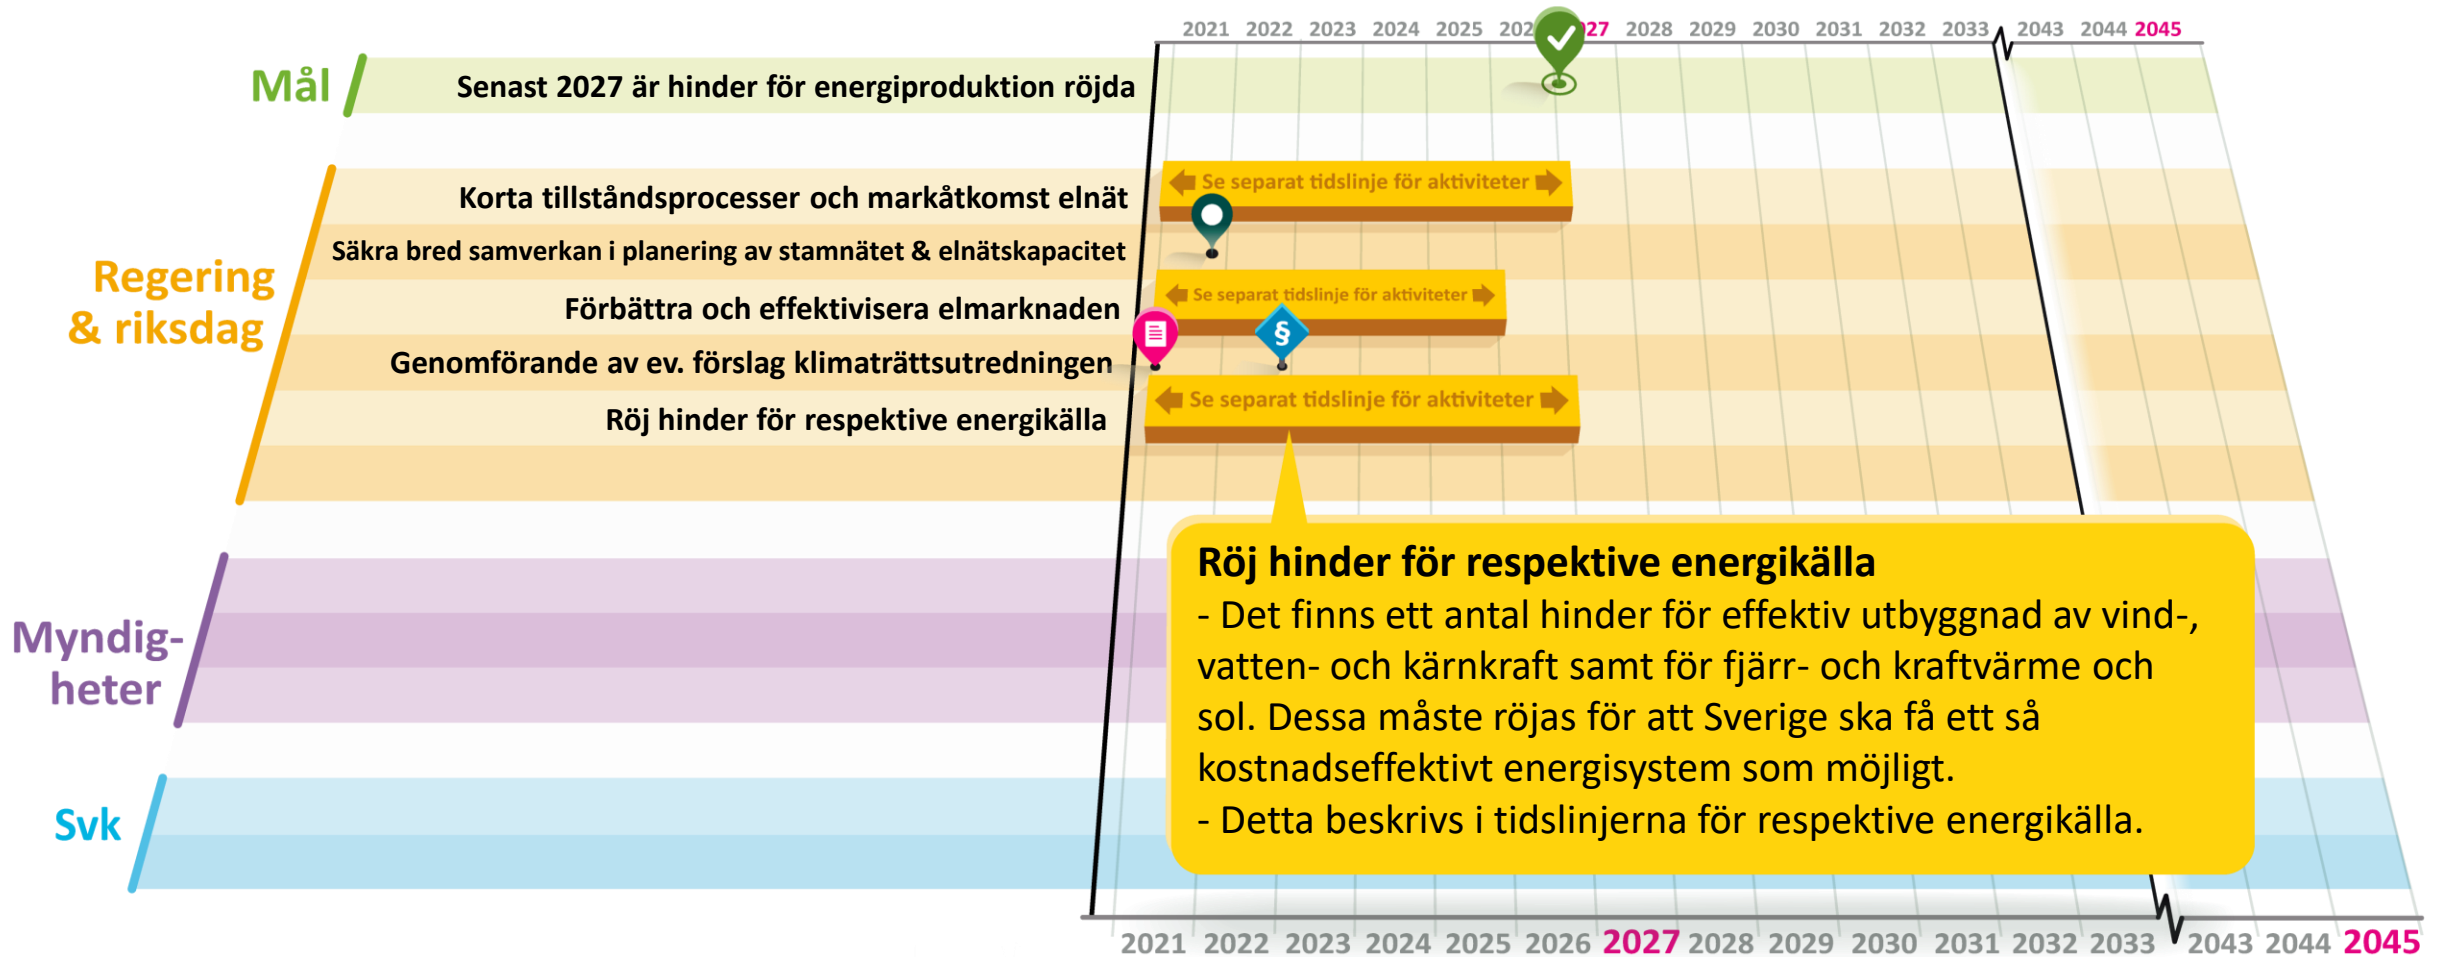 2021 2022 2023 2024 2025 202 27 2028 2029 2030 2031 2032 2033 2043 2044 2045
Mål
Senast 2027 är hinder för energiproduktion röjda
Regering
& riksdag
Korta tillståndsprocesser och markåtkomst elnät
Se separat tidslinje för aktiviteter
Säkra bred samverkan i planering av stamnätet & elnätskapacitet
Förbättra och effektivisera elmarknaden
Se separat tidslinje för aktiviteter
§
Genomförande av ev. förslag klimaträttsutredningen
Röj hinder för respektive energikälla
Se separat tidslinje för aktiviteter
Myndig-
heter
Svk
Röj hinder för respektive energikälla
- Det finns ett antal hinder för effektiv utbyggnad av vind-,
vatten- och kärnkraft samt för fjärr- och kraftvärme och
sol. Dessa måste röjas för att Sverige ska få ett så
kostnadseffektivt energisystem som möjligt.
- Detta beskrivs i tidslinjerna för respektive energikälla.
2021 2022 2023 2024 2025 2026 2027 2028 2029 2030 2031 2032 2033 2043 2044 2045